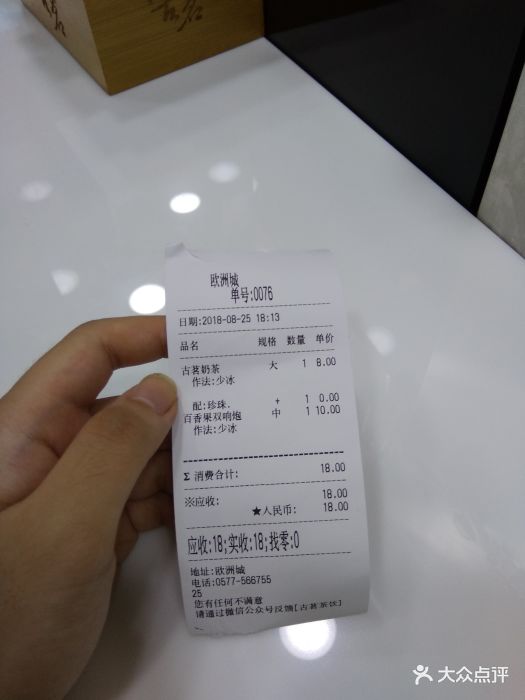 古茗
欧洲城
单号:0076
日期:2018-08-25 18:13
品名 规格 数量 单价
古茗奶茶 大 1 8.00
作法:少冰
配:珍珠. + 1 0.00
百香果双响炮 中 1 10.00
作法:少冰
Σ 消费合计: 18.00
※应收: 18.00
★人民币: 18.00
应收:18;实收:18;找零:0
地址:欧洲城
电话:0577-566755
25
您有任何不满意
请通过微信公众号反馈[古茗茶饮]
大众点评